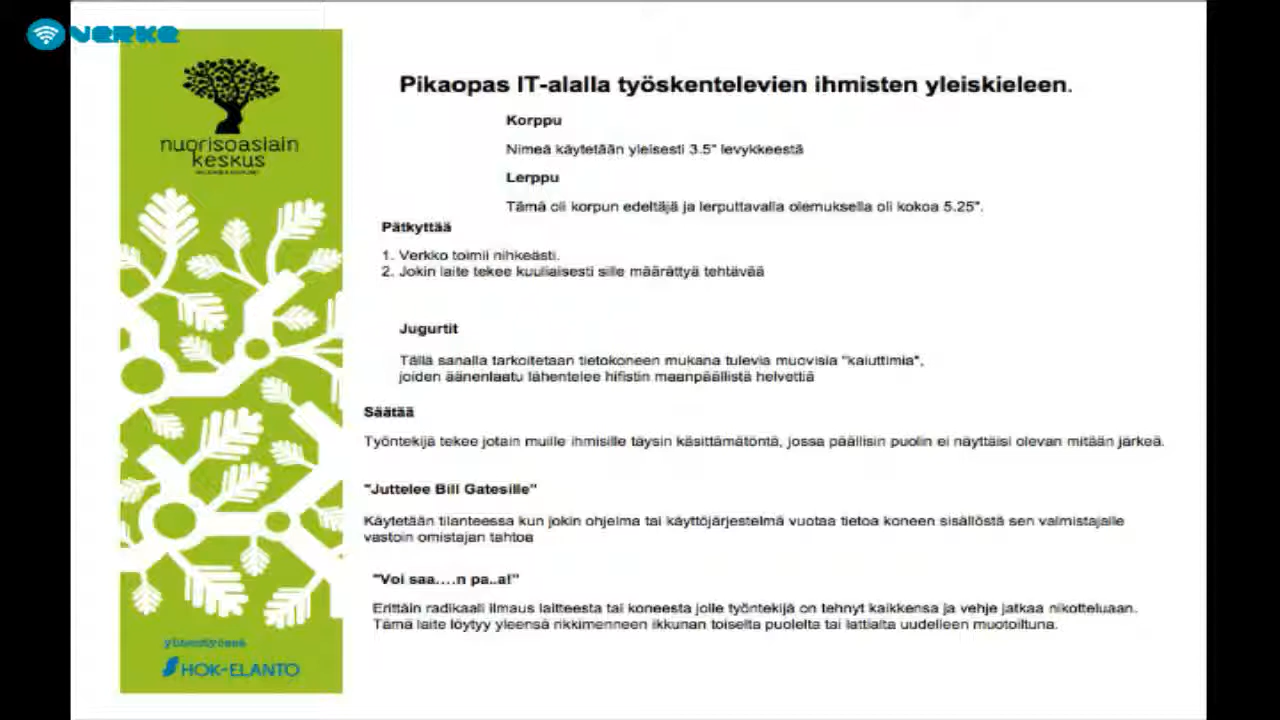 verke
nuorisoasiain
keskus
Pikaopas IT-alalla työskentelevien ihmisten yleiskieleen.
Korppu
Nimeä käytetään yleisesti 3.5" levykkeestä
Lerppu
Tämä oli korpun edeltäjä ja lerputtavalla olemuksella oli kokoa 5.25".
Pätkyttää
1. Verkko toimii nihkeästi.
2. Jokin laite tekee kuuliaisesti sille määrättyä tehtävää
Jugurtit
Tällä sanalla tarkoitetaan tietokoneen mukana tulevia muovisia "kaiuttimia",
joiden äänenlaatu lähentelee hifistin maanpäällistä helvettiä
Säätää
Työntekijä tekee jotain muille ihmisille täysin käsittämätöntä, jossa päällisin puolin ei näyttäisi olevan mitään järkeä.
"Juttelee Bill Gatesille"
Käytetään tilanteessa kun jokin ohjelma tai käyttöjärjestelmä vuotaa tietoa koneen sisällöstä sen valmistajalle
vastoin omistajan tahtoa
"Voi saa....n pa..a!"
Erittäin radikaali ilmaus laitteesta tai koneesta jolle työntekijä on tehnyt kaikkensa ja vehje jatkaa nikotteluaan.
Tämä laite löytyy yleensä rikkimenneen ikkunan toiselta puolelta tai lattialta uudelleen muotoiltuna.
yhteistyössä
HOK-ELANTO